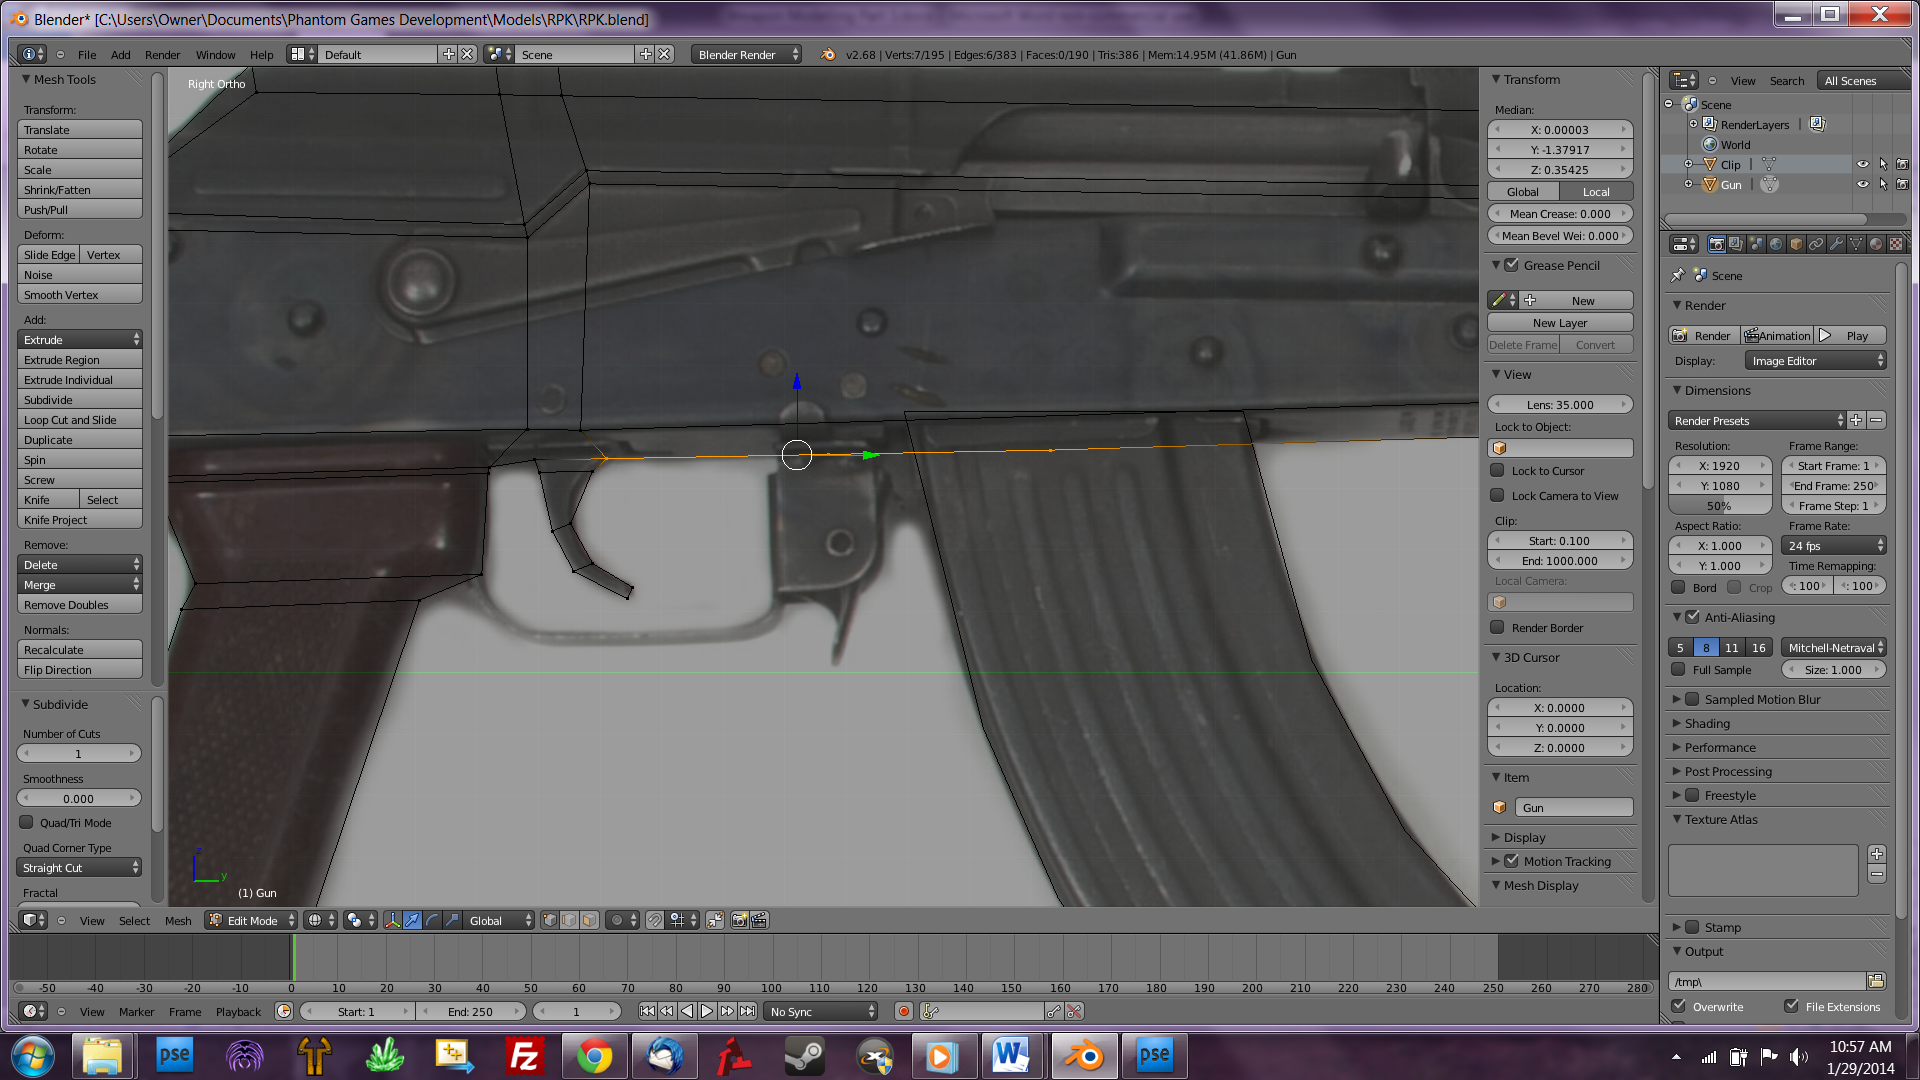 Blender* [C:\Users\Owner\Documents\Phantom Games Development\Models\RPK\RPK.blend]
File Add Render Window Help Default Scene Blender Render v2.68 | Verts:7/195 | Edges:6/383 | Faces:0/190 | Tris:386 | Mem:14.95M (41.86M) | Gun
Mesh Tools
Transform:
Translate
Rotate
Scale
Shrink/Fatten
Push/Pull
Deform:
Slide Edge Vertex
Noise
Smooth Vertex
Add:
Extrude
Extrude Region
Extrude Individual
Subdivide
Loop Cut and Slide
Duplicate
Spin
Screw
Knife Select
Knife Project
Remove:
Delete
Merge
Remove Doubles
Normals:
Recalculate
Flip Direction
Subdivide
Number of Cuts
1
Smoothness
0.000
Quad/Tri Mode
Quad Corner Type
Straight Cut
Fractal
Right Ortho
z
y
(1) Gun
Transform
Median:
X: 0.00003
Y: -1.37917
Z: 0.35425
Global Local
Mean Crease: 0.000
Mean Bevel Wei: 0.000
Grease Pencil
New
New Layer
Delete Frame Convert
View
Lens: 35.000
Lock to Object:
Lock to Cursor
Lock Camera to View
Clip:
Start: 0.100
End: 1000.000
Local Camera:
Render Border
3D Cursor
Location:
X: 0.0000
Y: 0.0000
Z: 0.0000
Item
Gun
Display
Motion Tracking
Mesh Display
View Search All Scenes
Scene
RenderLayers
World
Clip
Gun
Scene
Render
Render Animation Play
Display: Image Editor
Dimensions
Render Presets
Resolution: Frame Range:
X: 1920 Start Frame: 1
Y: 1080 End Frame: 250
50% Frame Step: 1
Aspect Ratio: Frame Rate:
X: 1.000 24 fps
Y: 1.000 Time Remapping:
Bord Crop : 100 : 100
Anti-Aliasing
5 8 11 16 Mitchell-Netraval
Full Sample Size: 1.000
Sampled Motion Blur
Shading
Performance
Post Processing
Freestyle
Texture Atlas
Stamp
Output
/tmp\
Overwrite File Extensions
View Select Mesh Edit Mode Global
-50 -40 -30 -20 -10 0 10 20 30 40 50 60 70 80 90 100 110 120 130 140 150 160 170 180 190 200 210 220 230 240 250 260 270 280
View Marker Frame Playback Start: 1 End: 250 1 No Sync
pse
Fz
W
pse
10:57 AM
1/29/2014